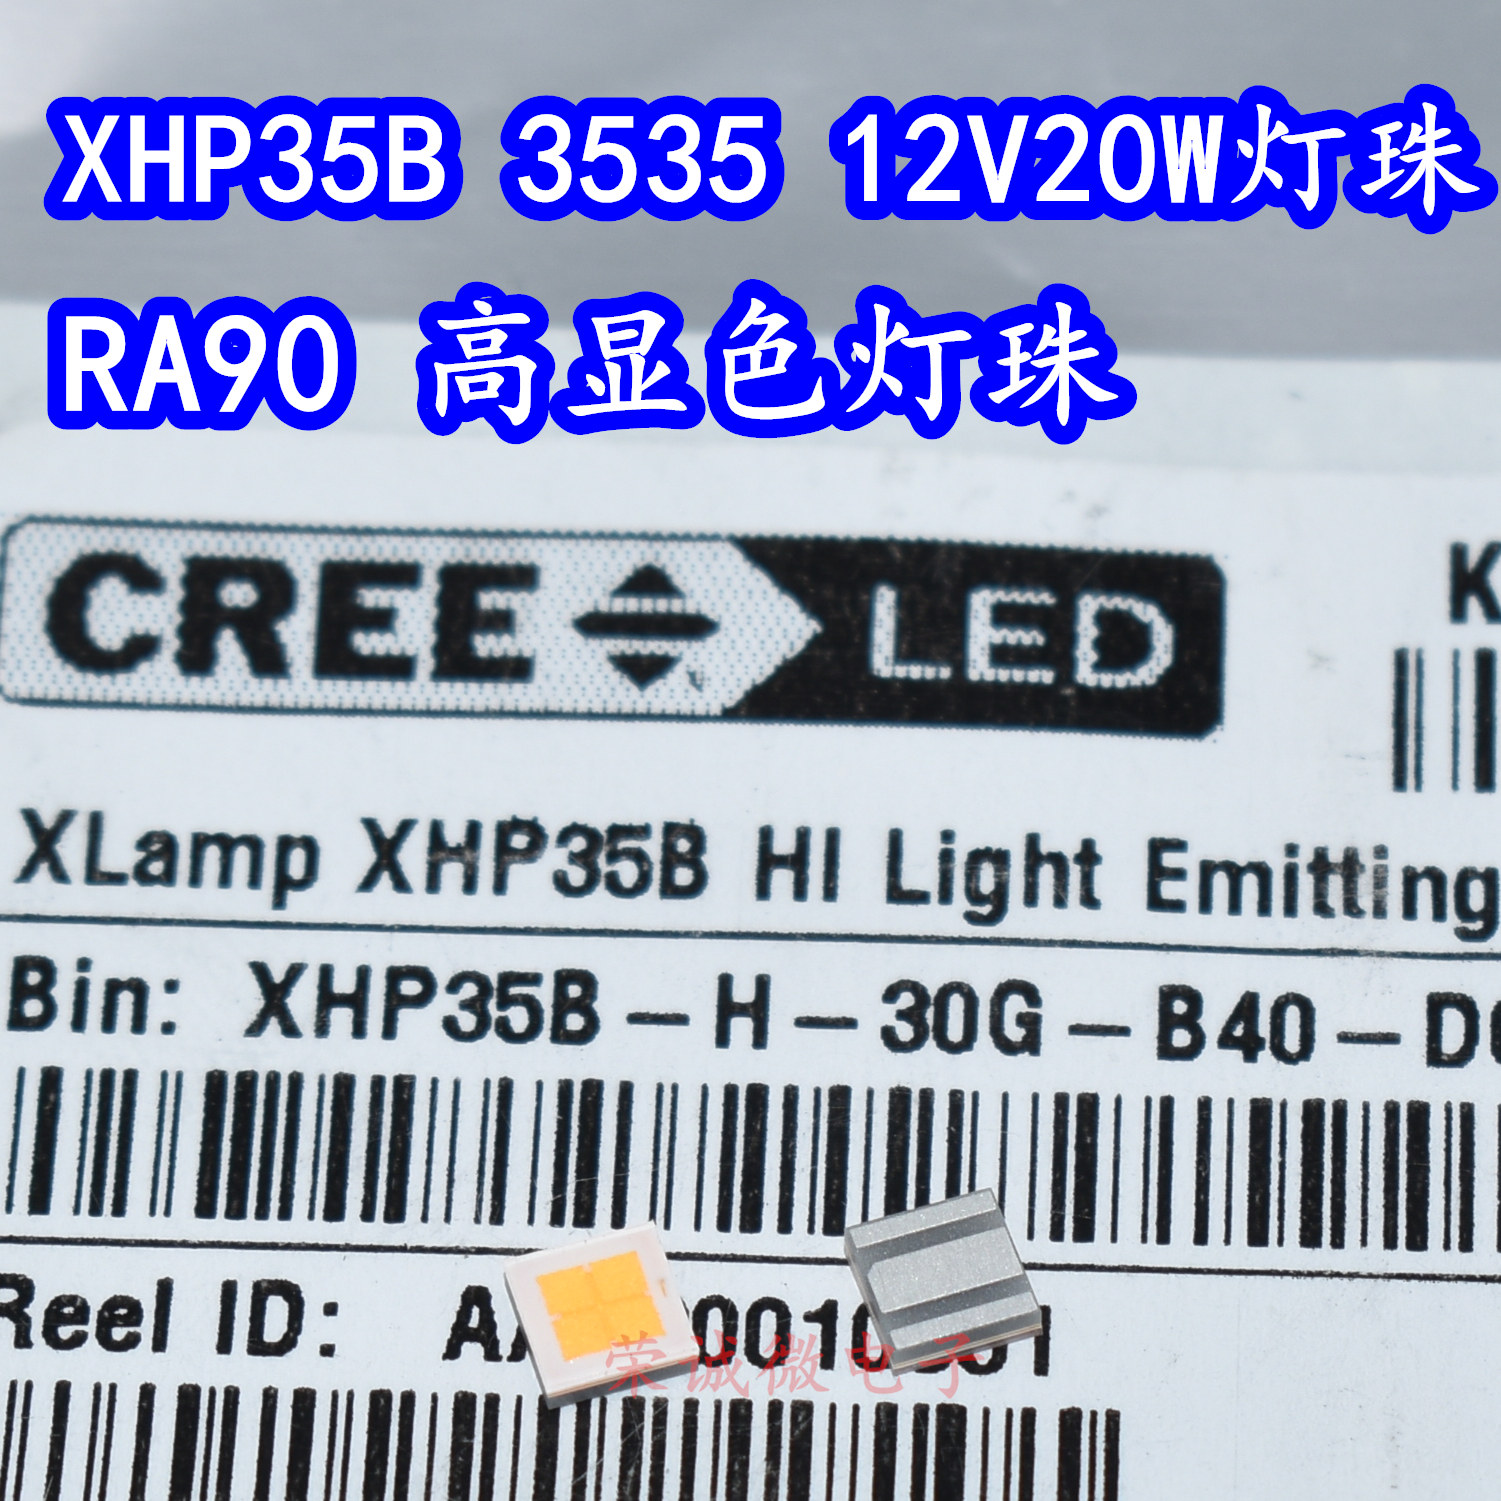 XHP35B 3535 12V20W灯珠
RA90 高显色灯珠
CREE LED
K
XLamp XHP35B HI Light Emitting
Bin: XHP35B-H-30G-B40-D
Reel ID:
荣诚微电子